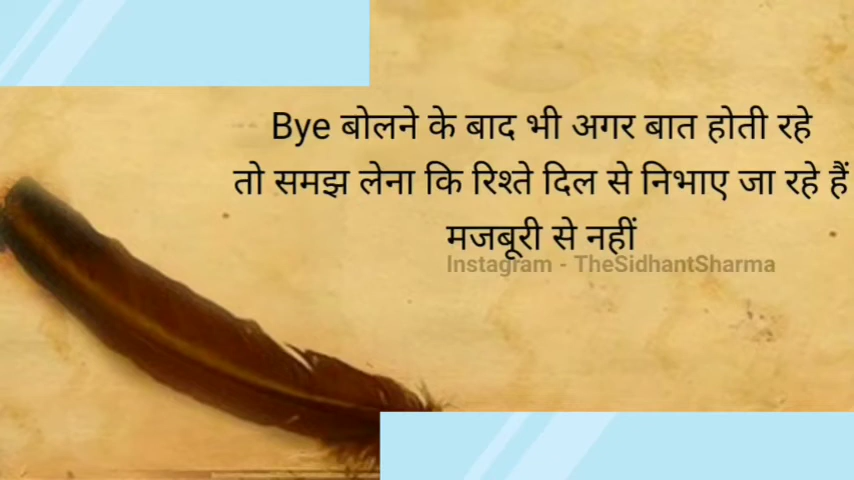 Bye बोलने के बाद भी अगर बात होती रहे
तो समझ लेना कि रिश्ते दिल से निभाए जा रहे हैं
मजबूरी से नहीं
Instagram - TheSidhantSharma